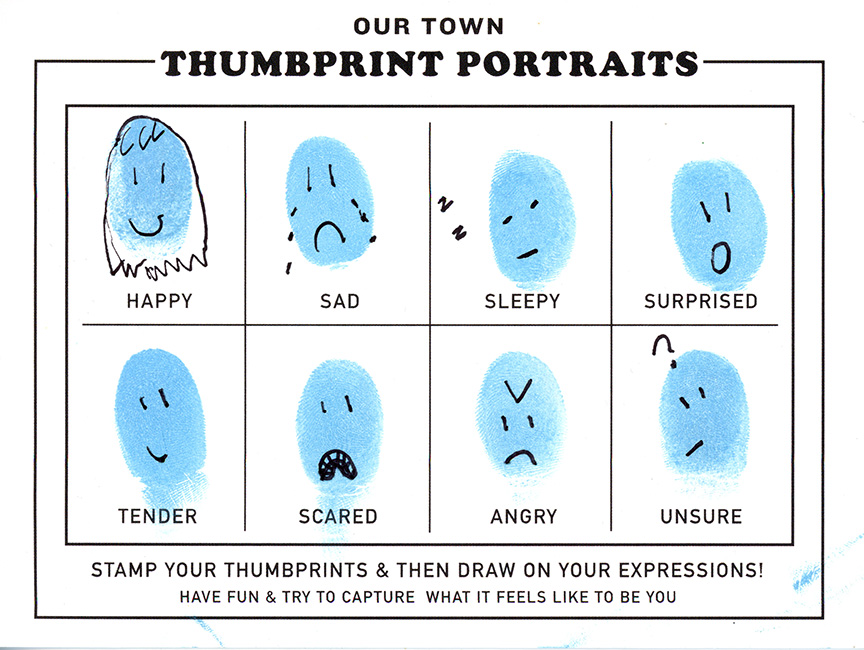 OUR TOWN
THUMBPRINT PORTRAITS
HAPPY
SAD
z
z
SLEEPY
SURPRISED
?
TENDER
SCARED
ANGRY
UNSURE
STAMP YOUR THUMBPRINTS & THEN DRAW ON YOUR EXPRESSIONS!
HAVE FUN & TRY TO CAPTURE WHAT IT FEELS LIKE TO BE YOU